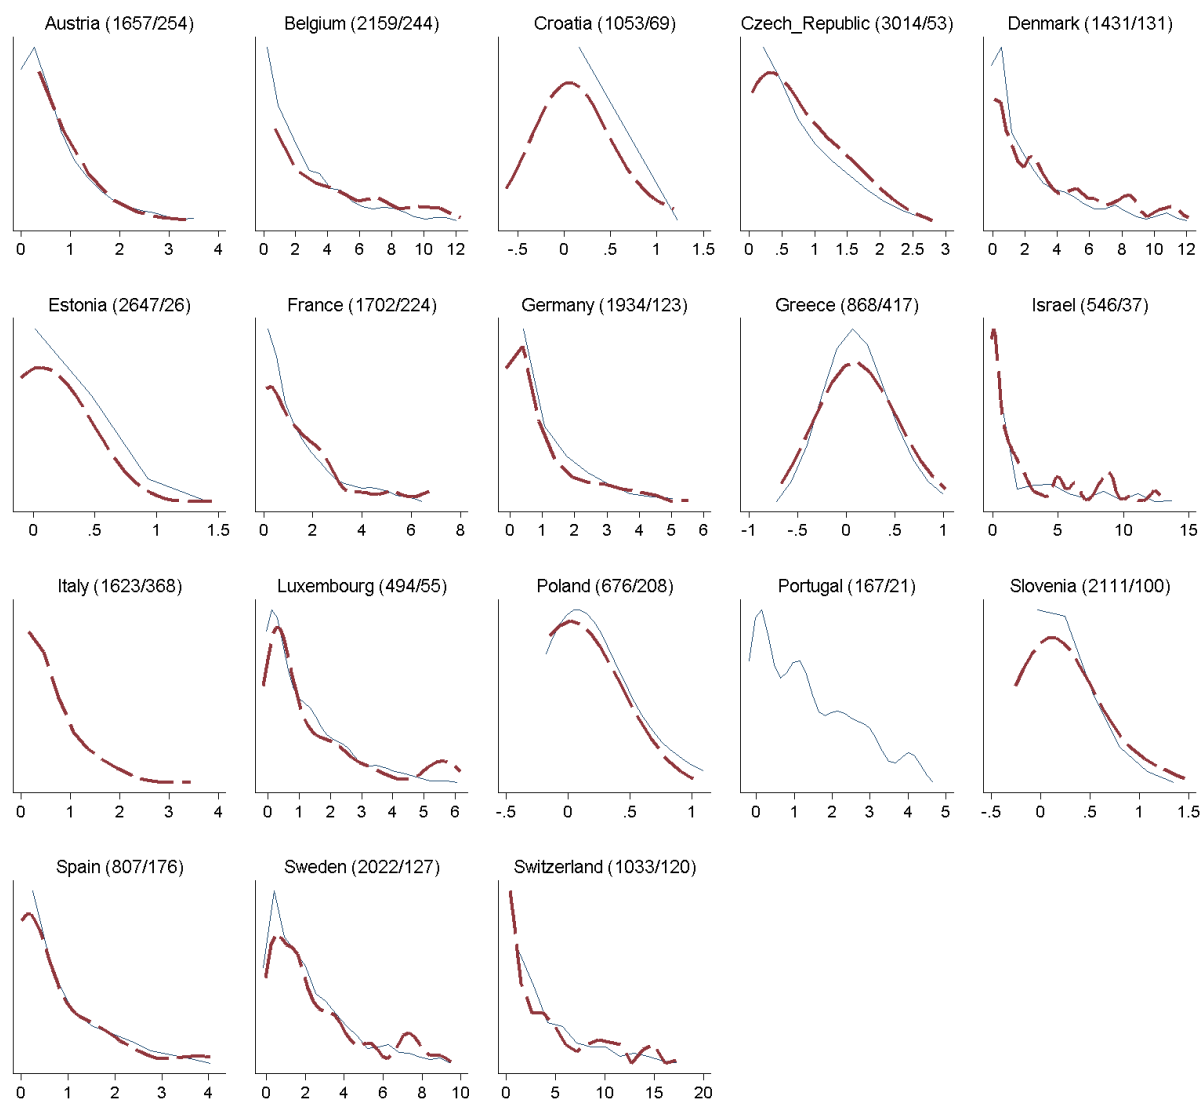 Austria (1657/254) Belgium (2159/244) Croatia (1053/69) Czech_Republic (3014/53) Denmark (1431/131)
0 1 2 3 4 0 2 4 6 8 10 12 -.5 0 .5 1 1.5 0 .5 1 1.5 2 2.5 3 0 2 4 6 8 10 12
Estonia (2647/26) France (1702/224) Germany (1934/123) Greece (868/417) Israel (546/37)
0 .5 1 1.5 0 2 4 6 8 0 1 2 3 4 5 6 -1 -.5 0 .5 1 0 5 10 15
Italy (1623/368) Luxembourg (494/55) Poland (676/208) Portugal (167/21) Slovenia (2111/100)
0 1 2 3 4 0 1 2 3 4 5 6 -.5 0 .5 1 0 1 2 3 4 5 -.5 0 .5 1 1.5
Spain (807/176) Sweden (2022/127) Switzerland (1033/120)
0 1 2 3 4 0 2 4 6 8 10 0 5 10 15 20